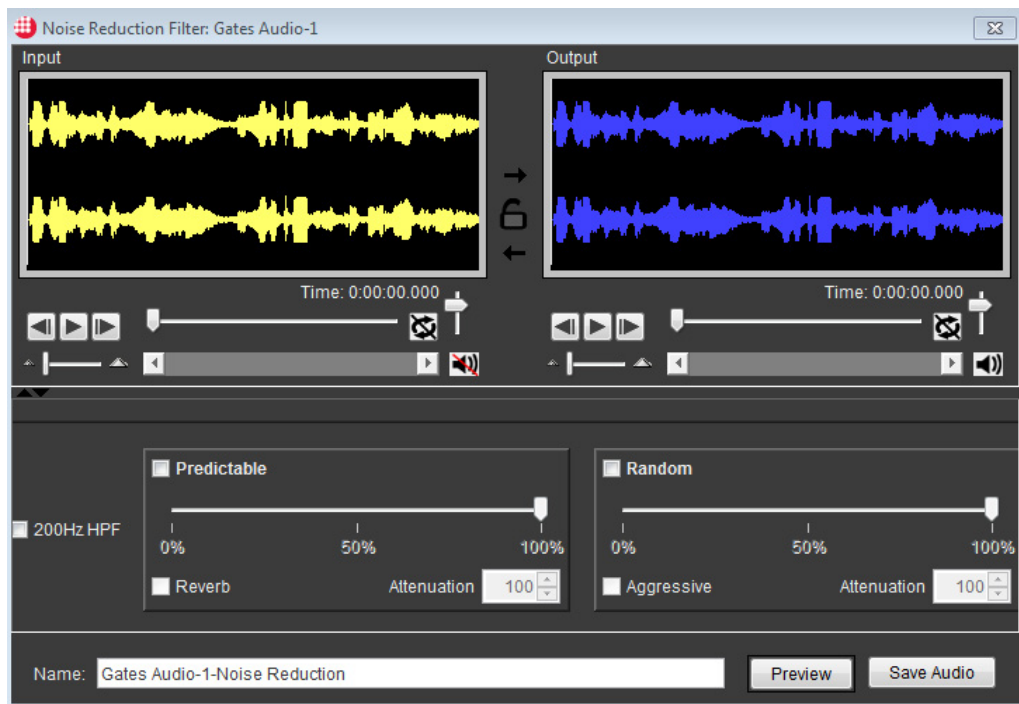 Noise Reduction Filter: Gates Audio-1
Input
Output
Time: 0:00:00.000
Time: 0:00:00.000
200Hz HPF
Predictable
0% 50% 100%
Reverb Attenuation 100
Random
0% 50% 100%
Aggressive Attenuation 100
Name: Gates Audio-1-Noise Reduction Preview Save Audio